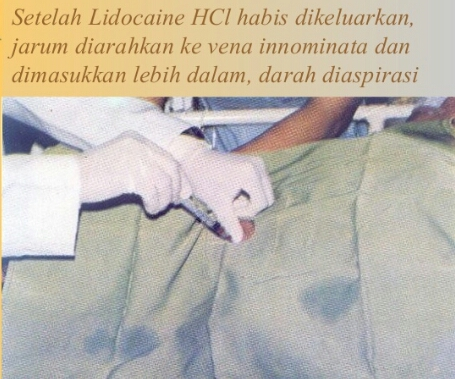 Setelah Lidocaine HCl habis dikeluarkan,
jarum diarahkan ke vena innominata dan
dimasukkan lebih dalam, darah diaspirasi